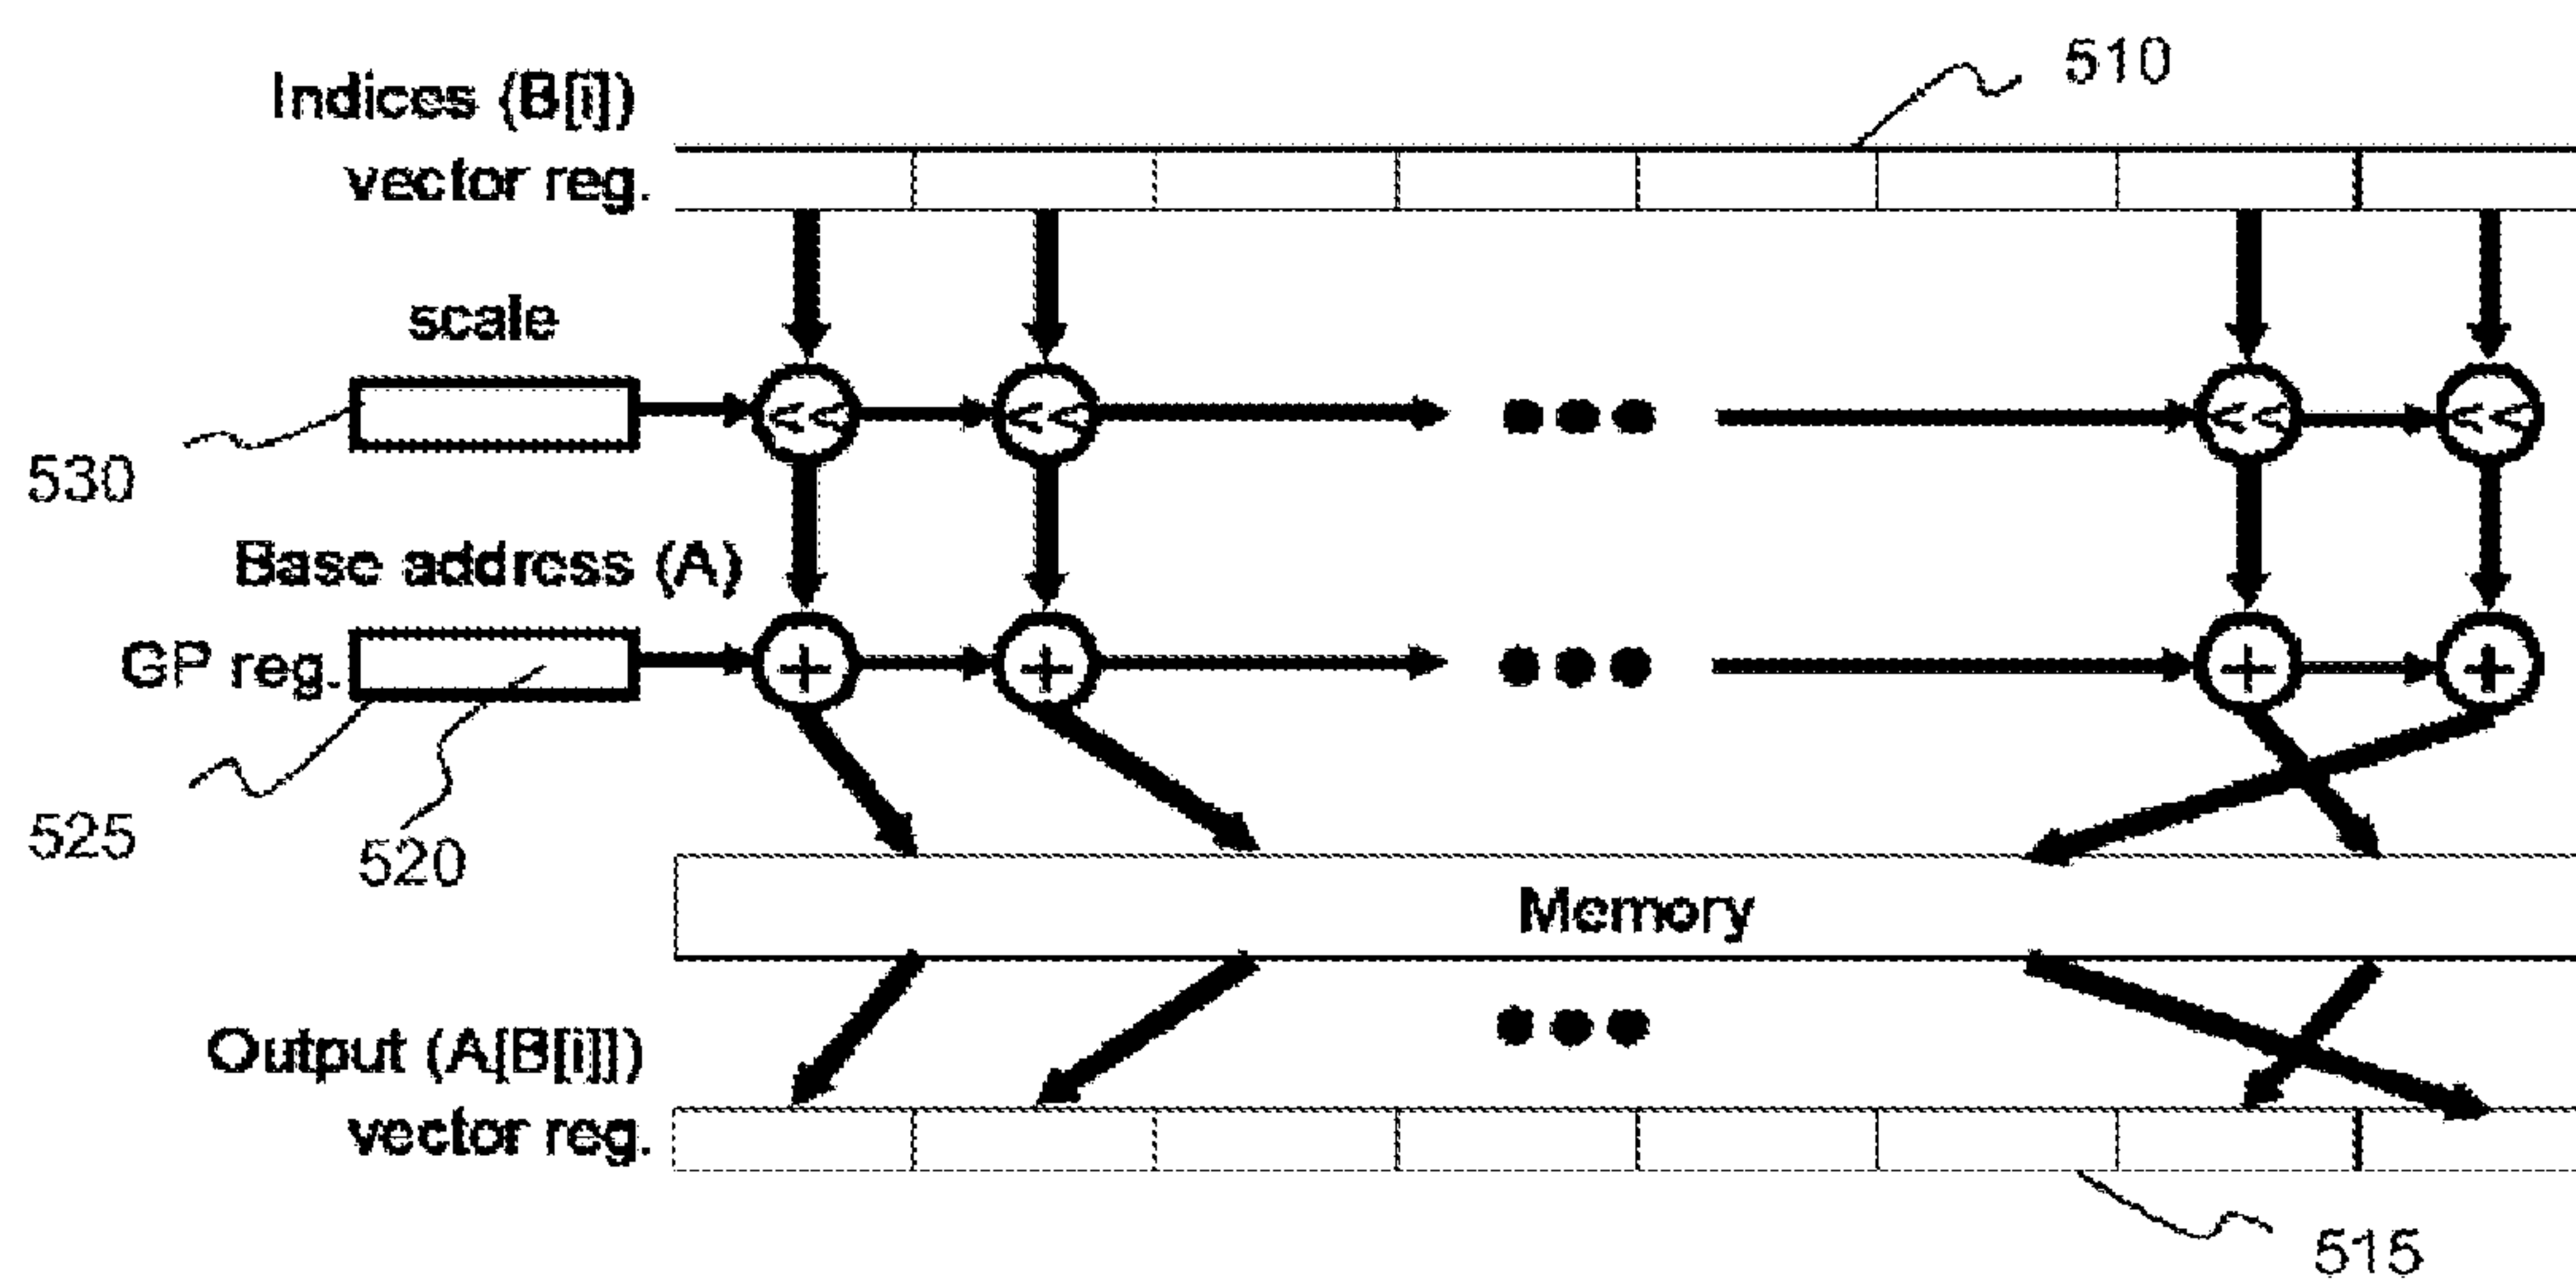 510
Indices (B[i])
vector reg.
scale
<< << << <<
530
Base address (A)
GP reg.
+ + + +
525
520
Memory
Output (A[B[i]])
vector reg.
515